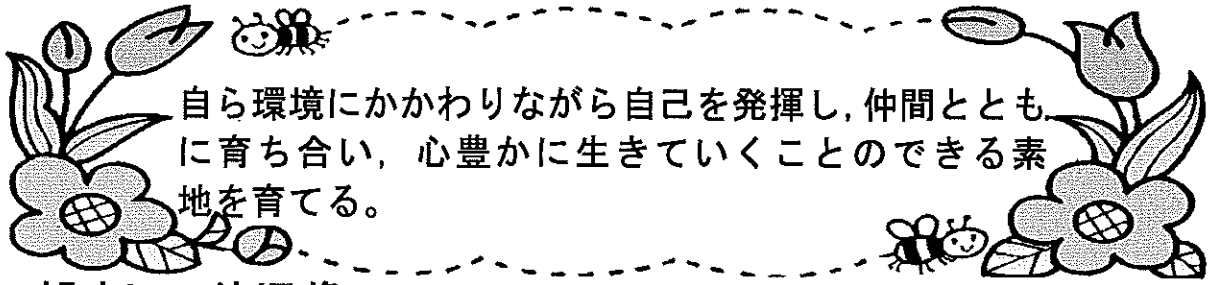 自ら環境にかかわりながら自己を発揮し,仲間ととも
に育ち合い，心豊かに生きていくことのできる素
地を育てる。